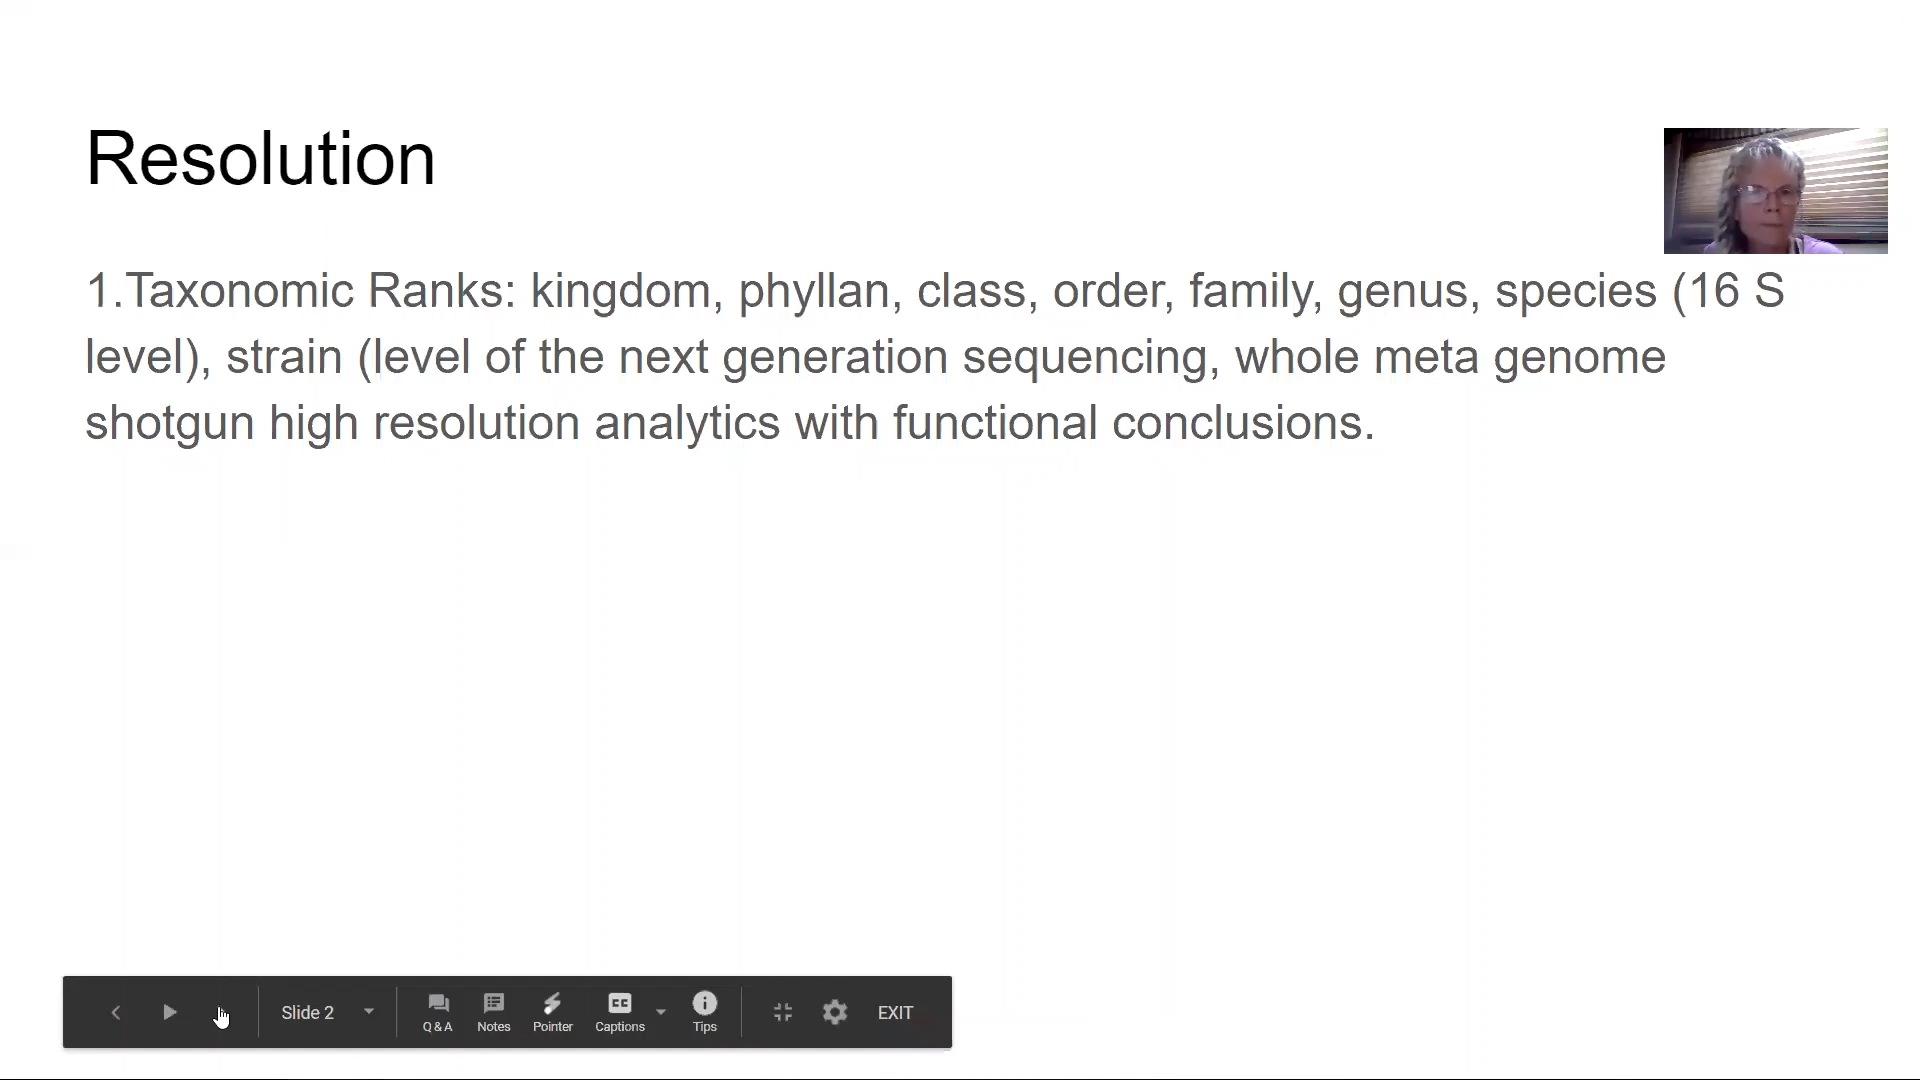 Resolution
1.Taxonomic Ranks: kingdom, phyllan, class, order, family, genus, species (16 S
level), strain (level of the next generation sequencing, whole meta genome
shotgun high resolution analytics with functional conclusions.
Slide 2
Q & A
Notes
Pointer
CC
Captions
Tips
EXIT